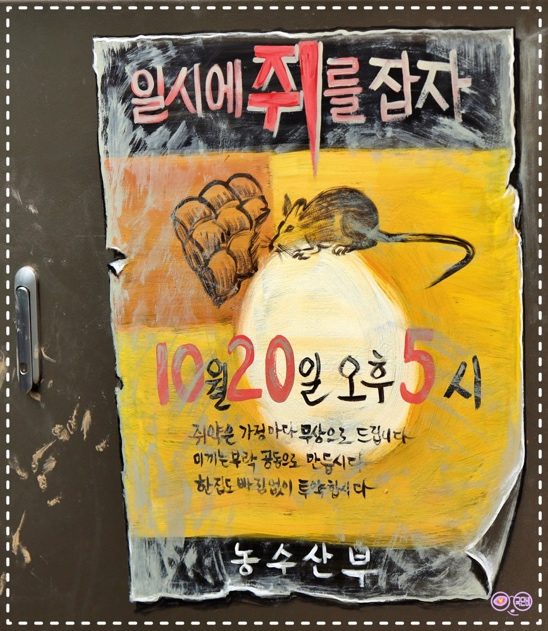 일시에 쥐를 잡자
10월 20일 오후 5시
쥐약은 가정마다 무상으로 드립니다
미끼는 부락 공동으로 만듭시다
한집도 빠짐없이 투약합시다
농수산부